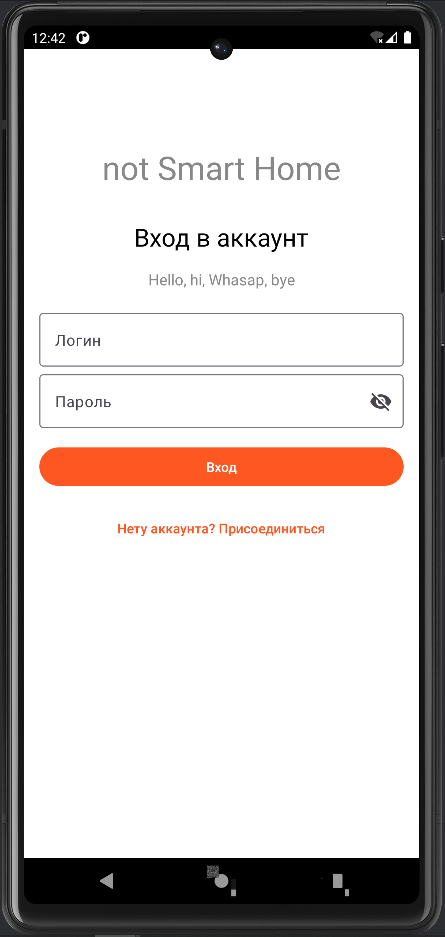 12:42
not Smart Home
Вход в аккаунт
Hello, hi, Whasap, bye
Логин
Пароль
Вход
Нету аккаунта? Присоединиться